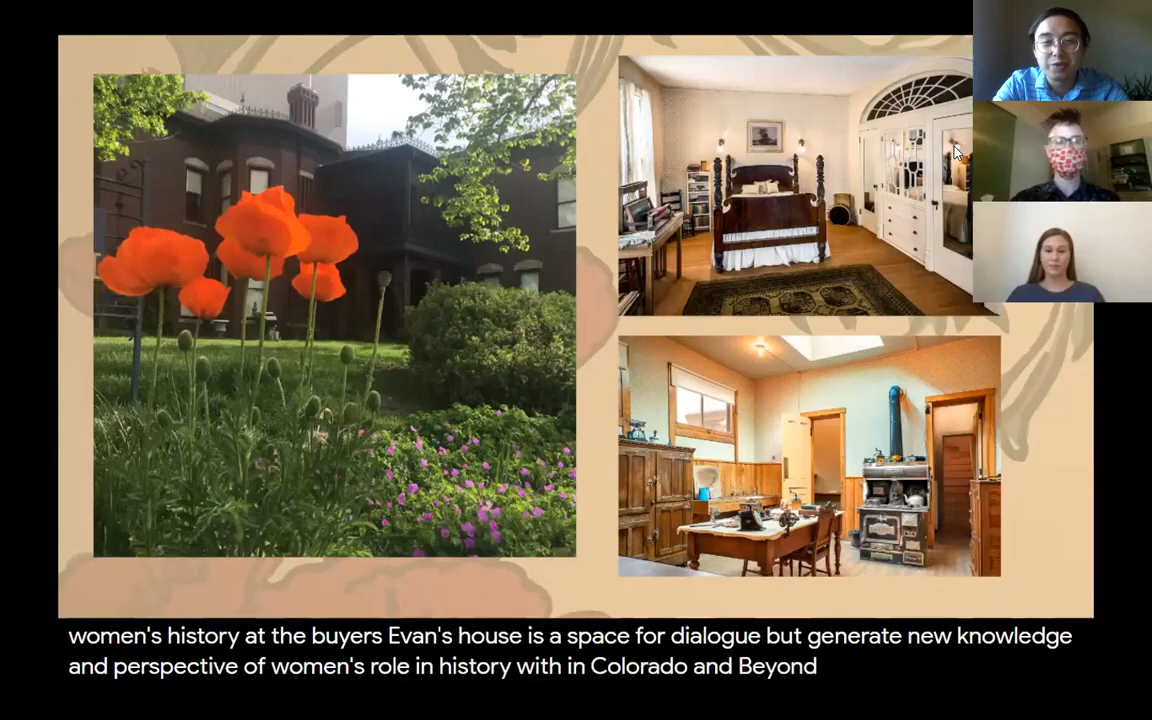 women's history at the buyers Evan's house is a space for dialogue but generate new knowledge
and perspective of women's role in history with in Colorado and Beyond